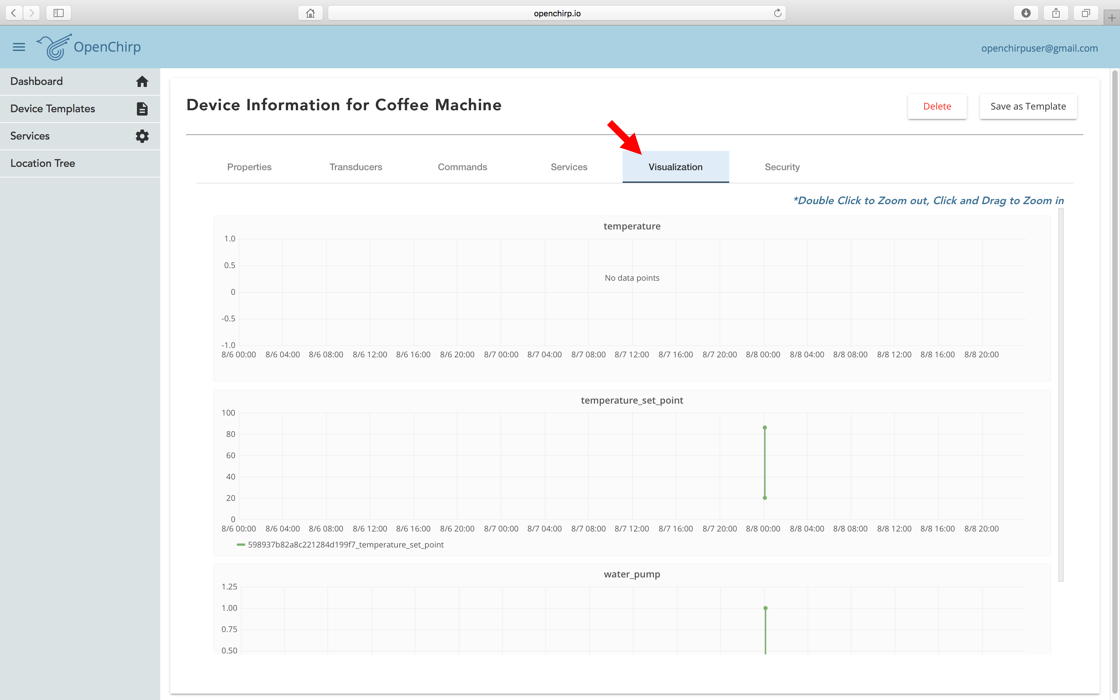 openchirp.io
OpenChirp
openchirpuser@gmail.com
Dashboard
Device Templates
Services
Location Tree
Device Information for Coffee Machine
Delete
Save as Template
Properties Transducers Commands Services Visualization Security
*Double Click to Zoom out, Click and Drag to Zoom in
temperature
1.0
0.5
0
-0.5
-1.0
No data points
8/6 00:00 8/6 04:00 8/6 08:00 8/6 12:00 8/6 16:00 8/6 20:00 8/7 00:00 8/7 04:00 8/7 08:00 8/7 12:00 8/7 16:00 8/7 20:00 8/8 00:00 8/8 04:00 8/8 08:00 8/8 12:00 8/8 16:00 8/8 20:00
temperature_set_point
100
80
60
40
20
0
8/6 00:00 8/6 04:00 8/6 08:00 8/6 12:00 8/6 16:00 8/6 20:00 8/7 00:00 8/7 04:00 8/7 08:00 8/7 12:00 8/7 16:00 8/7 20:00 8/8 00:00 8/8 04:00 8/8 08:00 8/8 12:00 8/8 16:00 8/8 20:00
598937b82a8c221284d199f7_temperature_set_point
water_pump
1.25
1.00
0.75
0.50